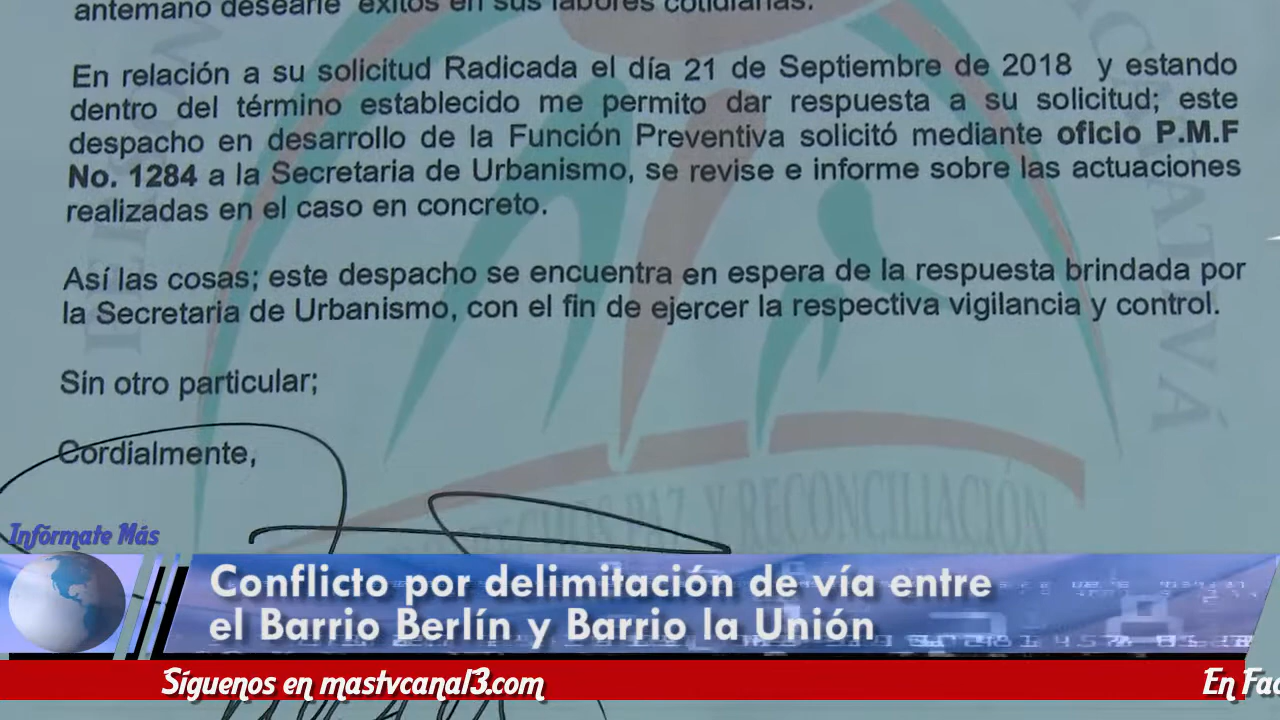 antemano desearle éxitos en sus labores cotidianas.
En relación a su solicitud Radicada el día 21 de Septiembre de 2018 y estando
dentro del término establecido me permito dar respuesta a su solicitud; este
despacho en desarrollo de la Función Preventiva solicitó mediante oficio P.M.F
No. 1284 a la Secretaria de Urbanismo, se revise e informe sobre las actuaciones
realizadas en el caso en concreto.
Así las cosas; este despacho se encuentra en espera de la respuesta brindada por
la Secretaria de Urbanismo, con el fin de ejercer la respectiva vigilancia y control.
Sin otro particular;
Cordialmente,
PAZ Y RECONCILIACIÓN
Infórmate Más
Conflicto por delimitación de vía entre
el Barrio Berlín y Barrio la Unión
Síguenos en mastvcanal3.com
En Fac